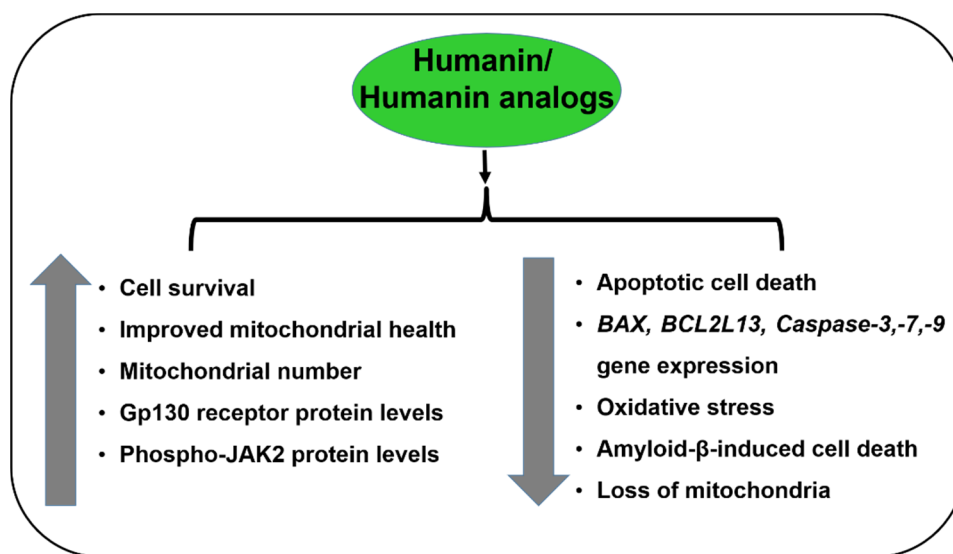 Humanin/
Humanin analogs
• Cell survival
• Improved mitochondrial health
• Mitochondrial number
• Gp130 receptor protein levels
• Phospho-JAK2 protein levels
• Apoptotic cell death
• BAX, BCL2L13, Caspase-3,-7,-9
gene expression
• Oxidative stress
• Amyloid-β-induced cell death
• Loss of mitochondria